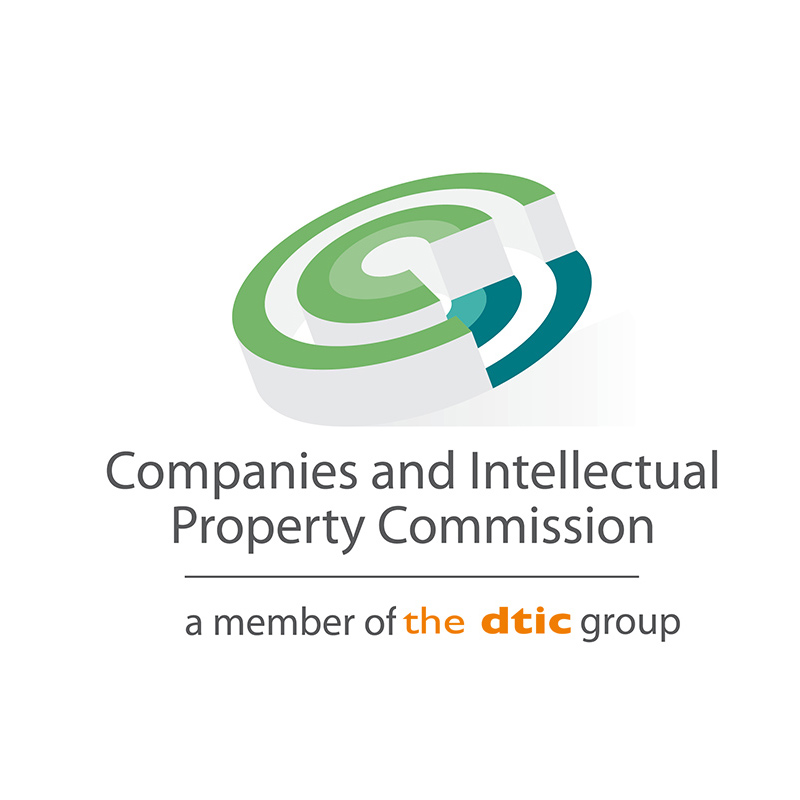 Companies and Intellectual
Property Commission
a member of the dtic group